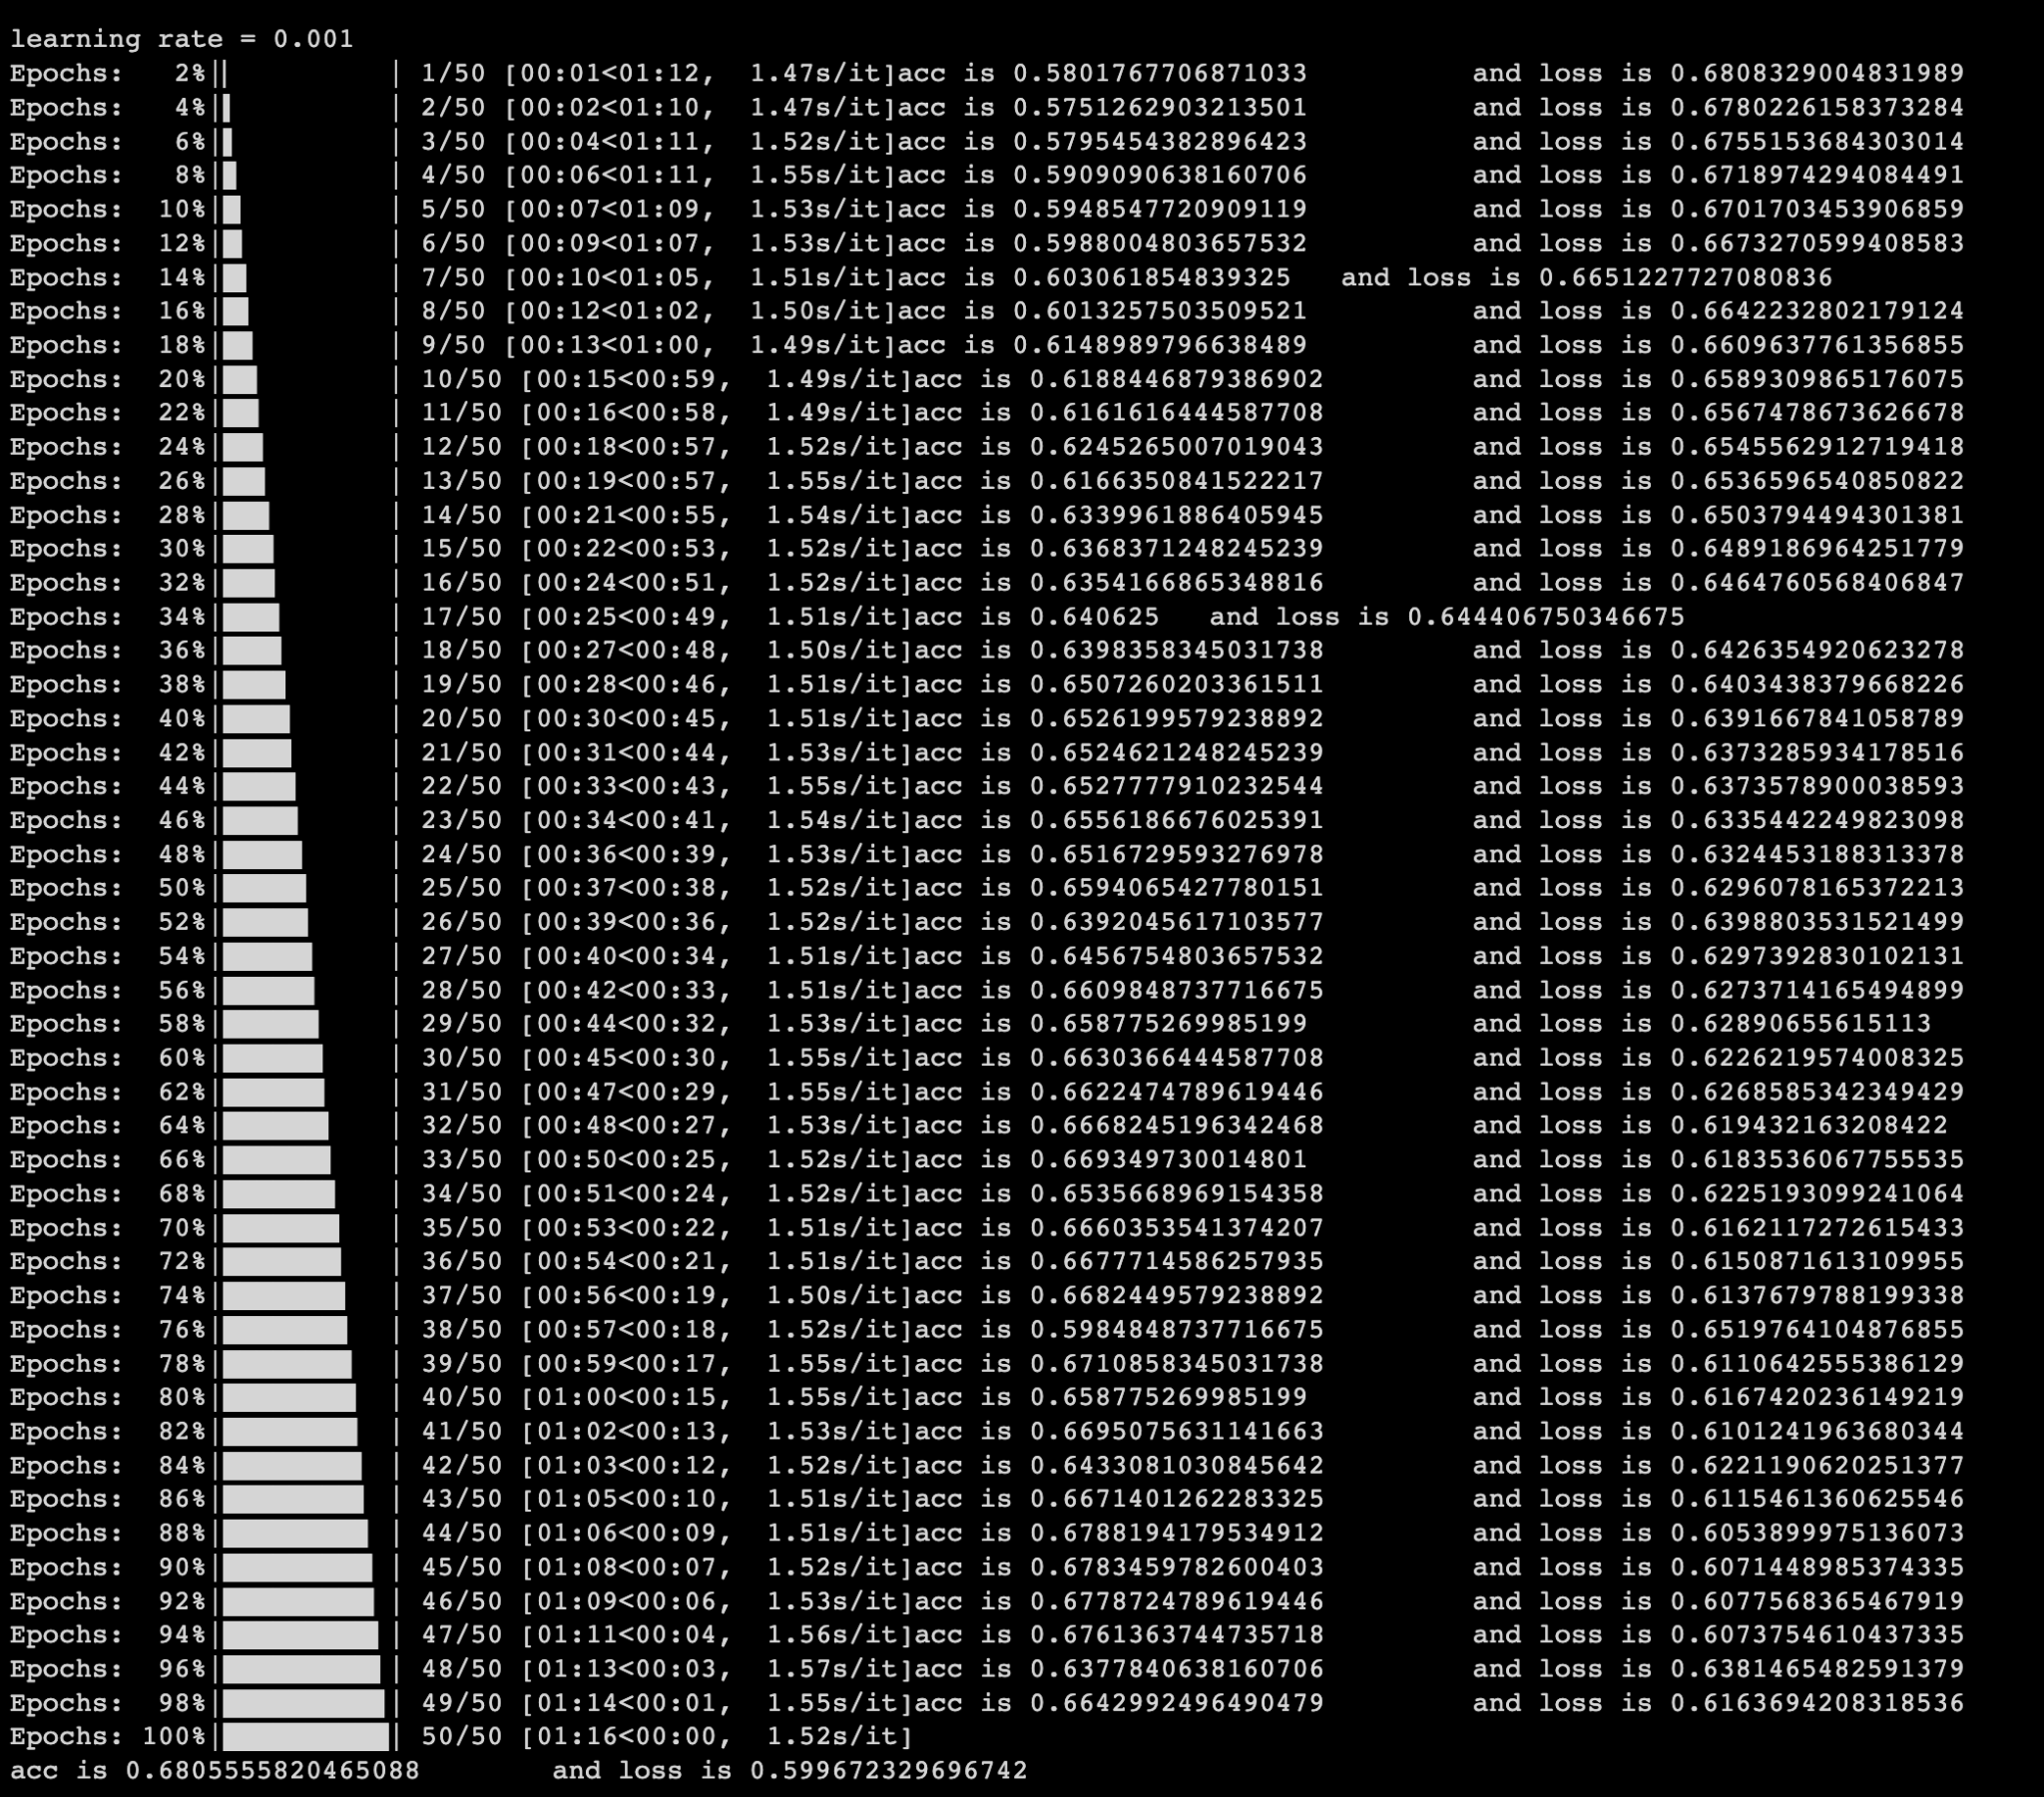 learning rate = 0.001
Epochs:   2%|| | 1/50 [00:01<01:12,  1.47s/it]acc is 0.5801767706871033 and loss is 0.6808329004831989
Epochs:   4%| | 2/50 [00:02<01:10,  1.47s/it]acc is 0.5751262903213501 and loss is 0.6780226158373284
Epochs:   6%| | 3/50 [00:04<01:11,  1.52s/it]acc is 0.5795454382896423 and loss is 0.6755153684303014
Epochs:   8%| | 4/50 [00:06<01:11,  1.55s/it]acc is 0.5909090638160706 and loss is 0.6718974294084491
Epochs:  10%| | 5/50 [00:07<01:09,  1.53s/it]acc is 0.5948547720909119 and loss is 0.6701703453906859
Epochs:  12%| | 6/50 [00:09<01:07,  1.53s/it]acc is 0.5988004803657532 and loss is 0.6673270599408583
Epochs:  14%| | 7/50 [00:10<01:05,  1.51s/it]acc is 0.603061854839325 and loss is 0.6651227727080836
Epochs:  16%| | 8/50 [00:12<01:02,  1.50s/it]acc is 0.6013257503509521 and loss is 0.6642232802179124
Epochs:  18%| | 9/50 [00:13<01:00,  1.49s/it]acc is 0.6148989796638489 and loss is 0.6609637761356855
Epochs:  20%| | 10/50 [00:15<00:59,  1.49s/it]acc is 0.6188446879386902 and loss is 0.6589309865176075
Epochs:  22%| | 11/50 [00:16<00:58,  1.49s/it]acc is 0.6161616444587708 and loss is 0.6567478673626678
Epochs:  24%| | 12/50 [00:18<00:57,  1.52s/it]acc is 0.6245265007019043 and loss is 0.6545562912719418
Epochs:  26%| | 13/50 [00:19<00:57,  1.55s/it]acc is 0.6166350841522217 and loss is 0.6536596540850822
Epochs:  28%| | 14/50 [00:21<00:55,  1.54s/it]acc is 0.6339961886405945 and loss is 0.6503794494301381
Epochs:  30%| | 15/50 [00:22<00:53,  1.52s/it]acc is 0.6368371248245239 and loss is 0.6489186964251779
Epochs:  32%| | 16/50 [00:24<00:51,  1.52s/it]acc is 0.6354166865348816 and loss is 0.6464760568406847
Epochs:  34%| | 17/50 [00:25<00:49,  1.51s/it]acc is 0.640625 and loss is 0.644406750346675
Epochs:  36%| | 18/50 [00:27<00:48,  1.50s/it]acc is 0.6398358345031738 and loss is 0.6426354920623278
Epochs:  38%| | 19/50 [00:28<00:46,  1.51s/it]acc is 0.6507260203361511 and loss is 0.6403438379668226
Epochs:  40%| | 20/50 [00:30<00:45,  1.51s/it]acc is 0.6526199579238892 and loss is 0.6391667841058789
Epochs:  42%| | 21/50 [00:31<00:44,  1.53s/it]acc is 0.6524621248245239 and loss is 0.6373285934178516
Epochs:  44%| | 22/50 [00:33<00:43,  1.55s/it]acc is 0.6527777910232544 and loss is 0.6373578900038593
Epochs:  46%| | 23/50 [00:34<00:41,  1.54s/it]acc is 0.6556186676025391 and loss is 0.6335442249823098
Epochs:  48%| | 24/50 [00:36<00:39,  1.53s/it]acc is 0.6516729593276978 and loss is 0.6324453188313378
Epochs:  50%| | 25/50 [00:37<00:38,  1.52s/it]acc is 0.6594065427780151 and loss is 0.6296078165372213
Epochs:  52%| | 26/50 [00:39<00:36,  1.52s/it]acc is 0.6392045617103577 and loss is 0.6398803531521499
Epochs:  54%| | 27/50 [00:40<00:34,  1.51s/it]acc is 0.6456754803657532 and loss is 0.6297392830102131
Epochs:  56%| | 28/50 [00:42<00:33,  1.51s/it]acc is 0.6609848737716675 and loss is 0.6273714165494899
Epochs:  58%| | 29/50 [00:44<00:32,  1.53s/it]acc is 0.658775269985199 and loss is 0.62890655615113
Epochs:  60%| | 30/50 [00:45<00:30,  1.55s/it]acc is 0.6630366444587708 and loss is 0.6226219574008325
Epochs:  62%| | 31/50 [00:47<00:29,  1.55s/it]acc is 0.6622474789619446 and loss is 0.6268585342349429
Epochs:  64%| | 32/50 [00:48<00:27,  1.53s/it]acc is 0.6668245196342468 and loss is 0.619432163208422
Epochs:  66%| | 33/50 [00:50<00:25,  1.52s/it]acc is 0.669349730014801 and loss is 0.6183536067755535
Epochs:  68%| | 34/50 [00:51<00:24,  1.52s/it]acc is 0.6535668969154358 and loss is 0.6225193099241064
Epochs:  70%| | 35/50 [00:53<00:22,  1.51s/it]acc is 0.6660353541374207 and loss is 0.6162117272615433
Epochs:  72%| | 36/50 [00:54<00:21,  1.51s/it]acc is 0.6677714586257935 and loss is 0.6150871613109955
Epochs:  74%| | 37/50 [00:56<00:19,  1.50s/it]acc is 0.6682449579238892 and loss is 0.6137679788199338
Epochs:  76%| | 38/50 [00:57<00:18,  1.52s/it]acc is 0.5984848737716675 and loss is 0.6519764104876855
Epochs:  78%| | 39/50 [00:59<00:17,  1.55s/it]acc is 0.6710858345031738 and loss is 0.6110642555386129
Epochs:  80%| | 40/50 [01:00<00:15,  1.55s/it]acc is 0.658775269985199 and loss is 0.6167420236149219
Epochs:  82%| | 41/50 [01:02<00:13,  1.53s/it]acc is 0.6695075631141663 and loss is 0.6101241963680344
Epochs:  84%| | 42/50 [01:03<00:12,  1.52s/it]acc is 0.6433081030845642 and loss is 0.6221190620251377
Epochs:  86%| | 43/50 [01:05<00:10,  1.51s/it]acc is 0.6671401262283325 and loss is 0.6115461360625546
Epochs:  88%| | 44/50 [01:06<00:09,  1.51s/it]acc is 0.6788194179534912 and loss is 0.6053899975136073
Epochs:  90%| | 45/50 [01:08<00:07,  1.52s/it]acc is 0.6783459782600403 and loss is 0.6071448985374335
Epochs:  92%| | 46/50 [01:09<00:06,  1.53s/it]acc is 0.6778724789619446 and loss is 0.6077568365467919
Epochs:  94%| | 47/50 [01:11<00:04,  1.56s/it]acc is 0.6761363744735718 and loss is 0.6073754610437335
Epochs:  96%| | 48/50 [01:13<00:03,  1.57s/it]acc is 0.6377840638160706 and loss is 0.6381465482591379
Epochs:  98%| | 49/50 [01:14<00:01,  1.55s/it]acc is 0.6642992496490479 and loss is 0.6163694208318536
Epochs: 100%| | 50/50 [01:16<00:00,  1.52s/it]
acc is 0.6805555820465088 and loss is 0.599672329696742